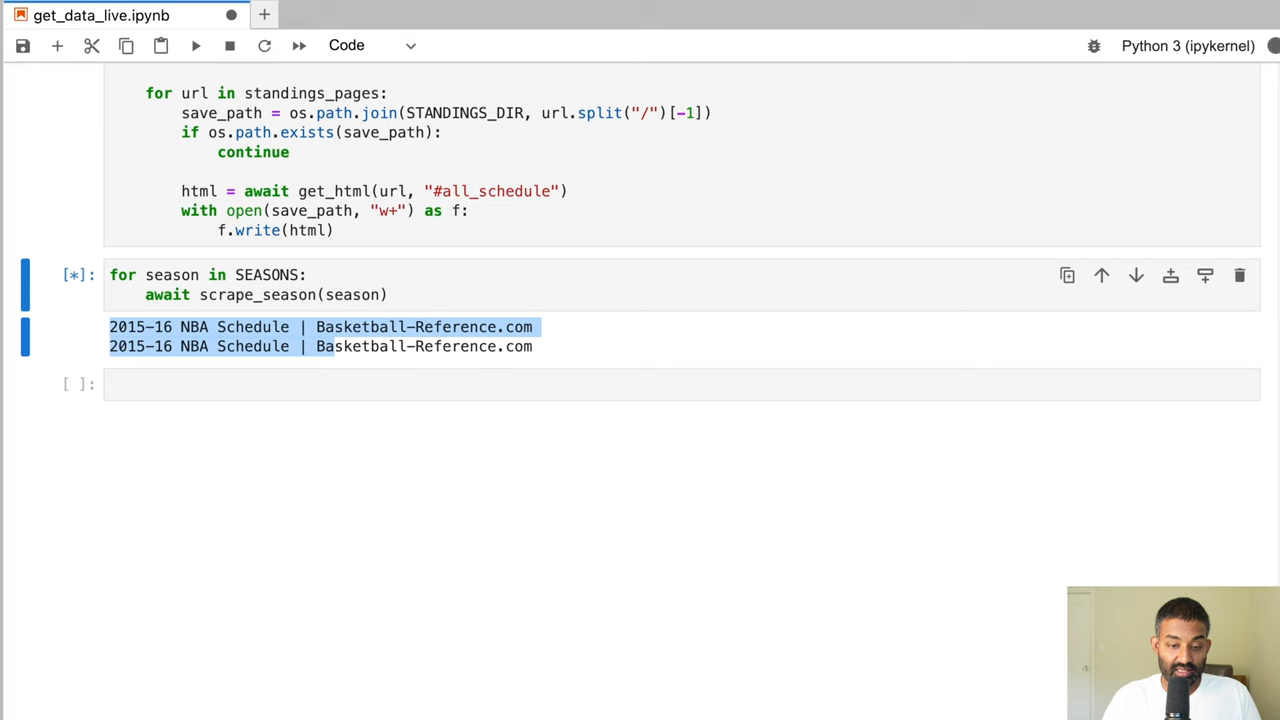 get_data_live.ipynb
Code
Python 3 (ipykernel)
for url in standings_pages:
save_path = os.path.join(STANDINGS_DIR, url.split("/")[-1])
if os.path.exists(save_path):
continue
html = await get_html(url, "#all_schedule")
with open(save_path, "w+") as f:
f.write(html)
[*]: for season in SEASONS:
await scrape_season(season)
2015-16 NBA Schedule | Basketball-Reference.com
2015-16 NBA Schedule | Basketball-Reference.com
[ ]: